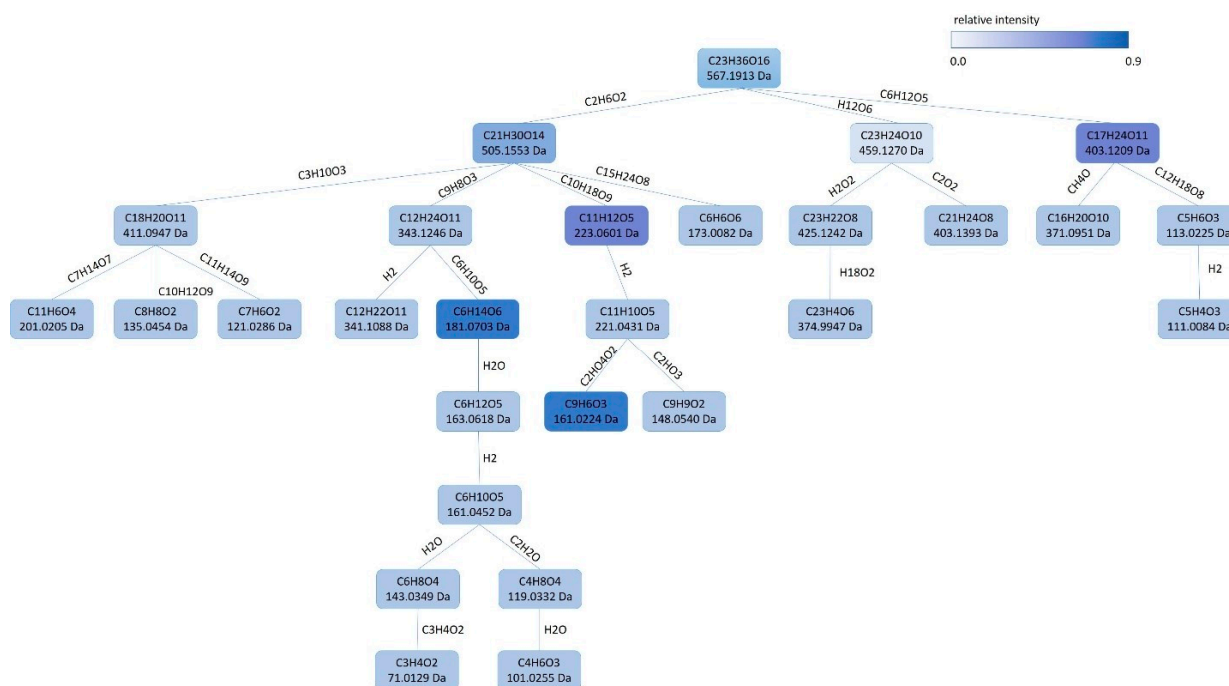 relative intensity
0.0 0.9
C23H36O16
567.1913 Da
C2H6O2
H12O6
C6H12O5
C21H30O14
505.1553 Da
C23H24O10
459.1270 Da
C17H24O11
403.1209 Da
C3H10O3
C9H8O3
C10H18O9
C15H24O8
H2O2
C2O2
CH4O
C12H18O8
C18H20O11
411.0947 Da
C12H24O11
343.1246 Da
C11H12O5
223.0601 Da
C6H6O6
173.0082 Da
C23H22O8
425.1242 Da
C21H24O8
403.1393 Da
C16H20O10
371.0951 Da
C5H6O3
113.0225 Da
C7H14O7
C10H12O9
C11H14O9
H2
C6H10O5
H2
H18O2
H2
C11H6O4
201.0205 Da
C8H8O2
135.0454 Da
C7H6O2
121.0286 Da
C12H22O11
341.1088 Da
C6H14O6
181.0703 Da
C11H10O5
221.0431 Da
C23H4O6
374.9947 Da
C5H4O3
111.0084 Da
H2O
C2HO4O2
C2HO3
C6H12O5
163.0618 Da
C9H6O3
161.0224 Da
C9H9O2
148.0540 Da
H2
C6H10O5
161.0452 Da
H2O
C2H2O
C6H8O4
143.0349 Da
C4H8O4
119.0332 Da
C3H4O2
H2O
C3H4O2
71.0129 Da
C4H6O3
101.0255 Da